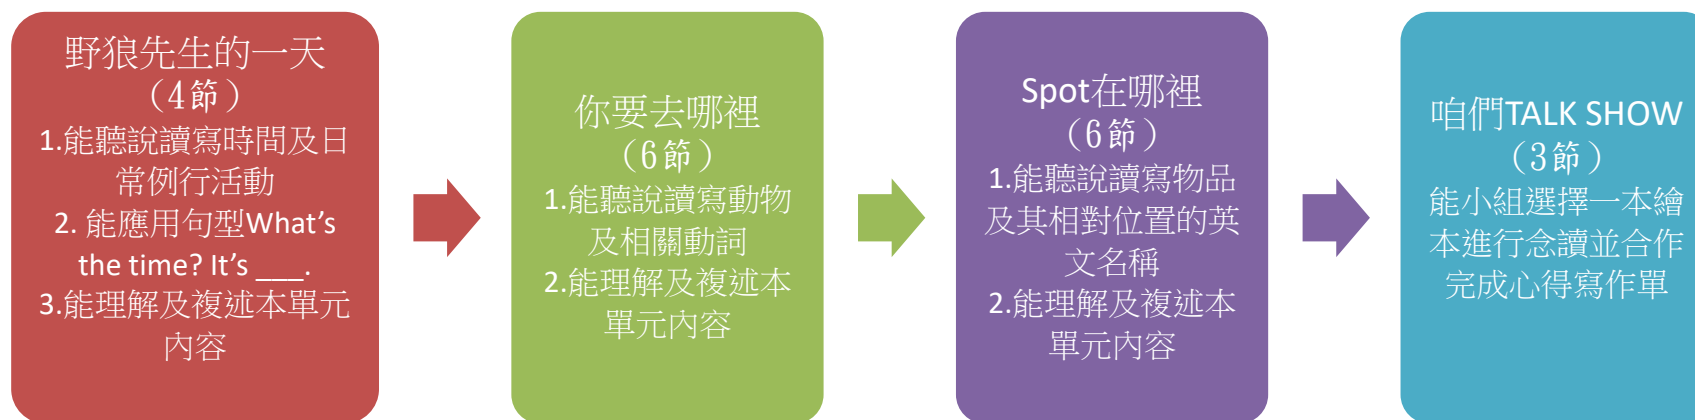 野狼先生的一天
（4節）
1.能聽說讀寫時間及日
常例行活動
2. 能應用句型What's
the time? It's ___.
3.能理解及複述本單元
內容
你要去哪裡
（6節）
1.能聽說讀寫動物
及相關動詞
2.能理解及複述本
單元內容
Spot在哪裡
（6節）
1.能聽說讀寫物品
及其相對位置的英
文名稱
2.能理解及複述本
單元內容
咱們TALK SHOW
（3節）
能小組選擇一本繪
本進行念讀並合作
完成心得寫作單